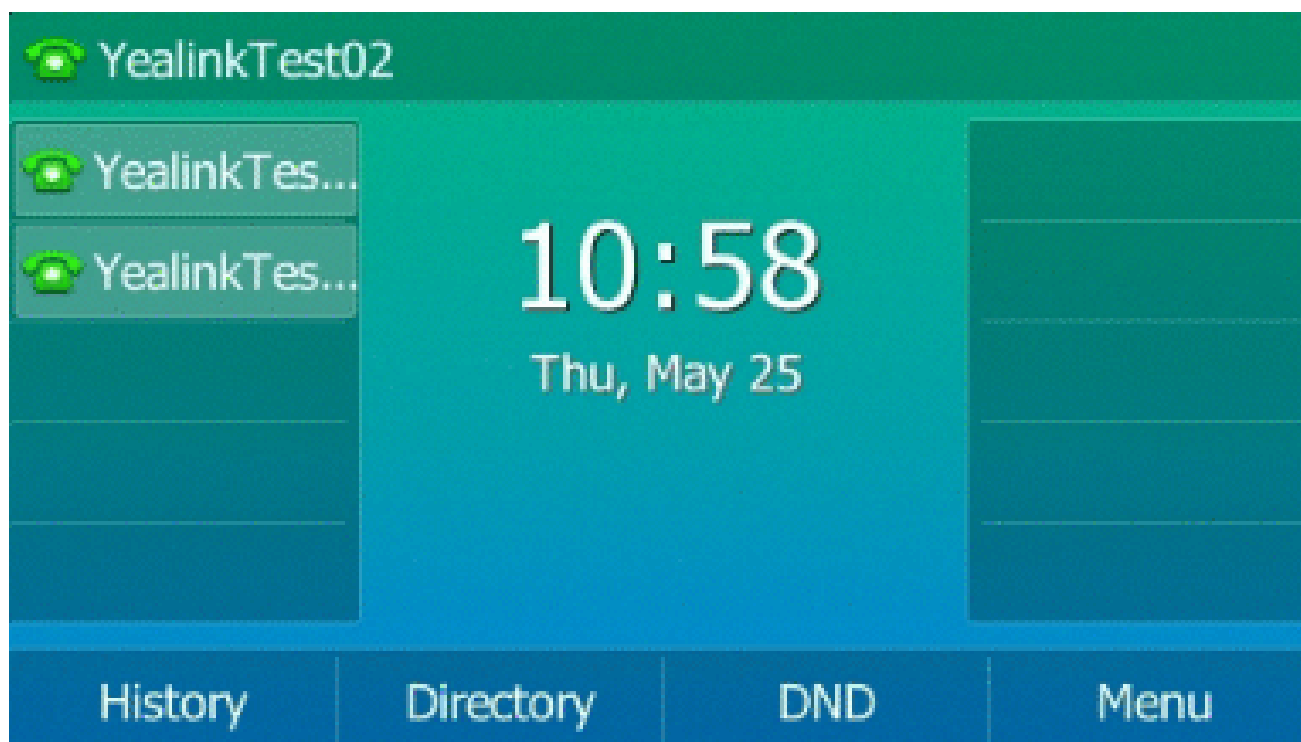 YealinkTest02
YealinkTes...
YealinkTes...
10:58
Thu, May 25
History Directory DND Menu